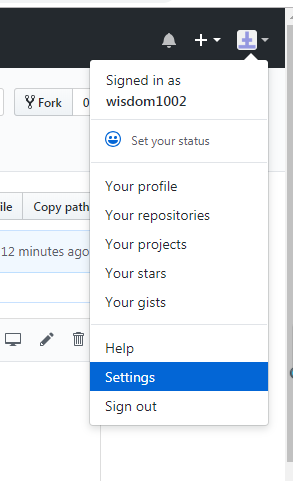 Fork 0
Signed in as
wisdom1002
Set your status
Your profile
ile Copy path
Your repositories
Your projects
12 minutes ago
Your stars
Your gists
Help
Settings
Sign out